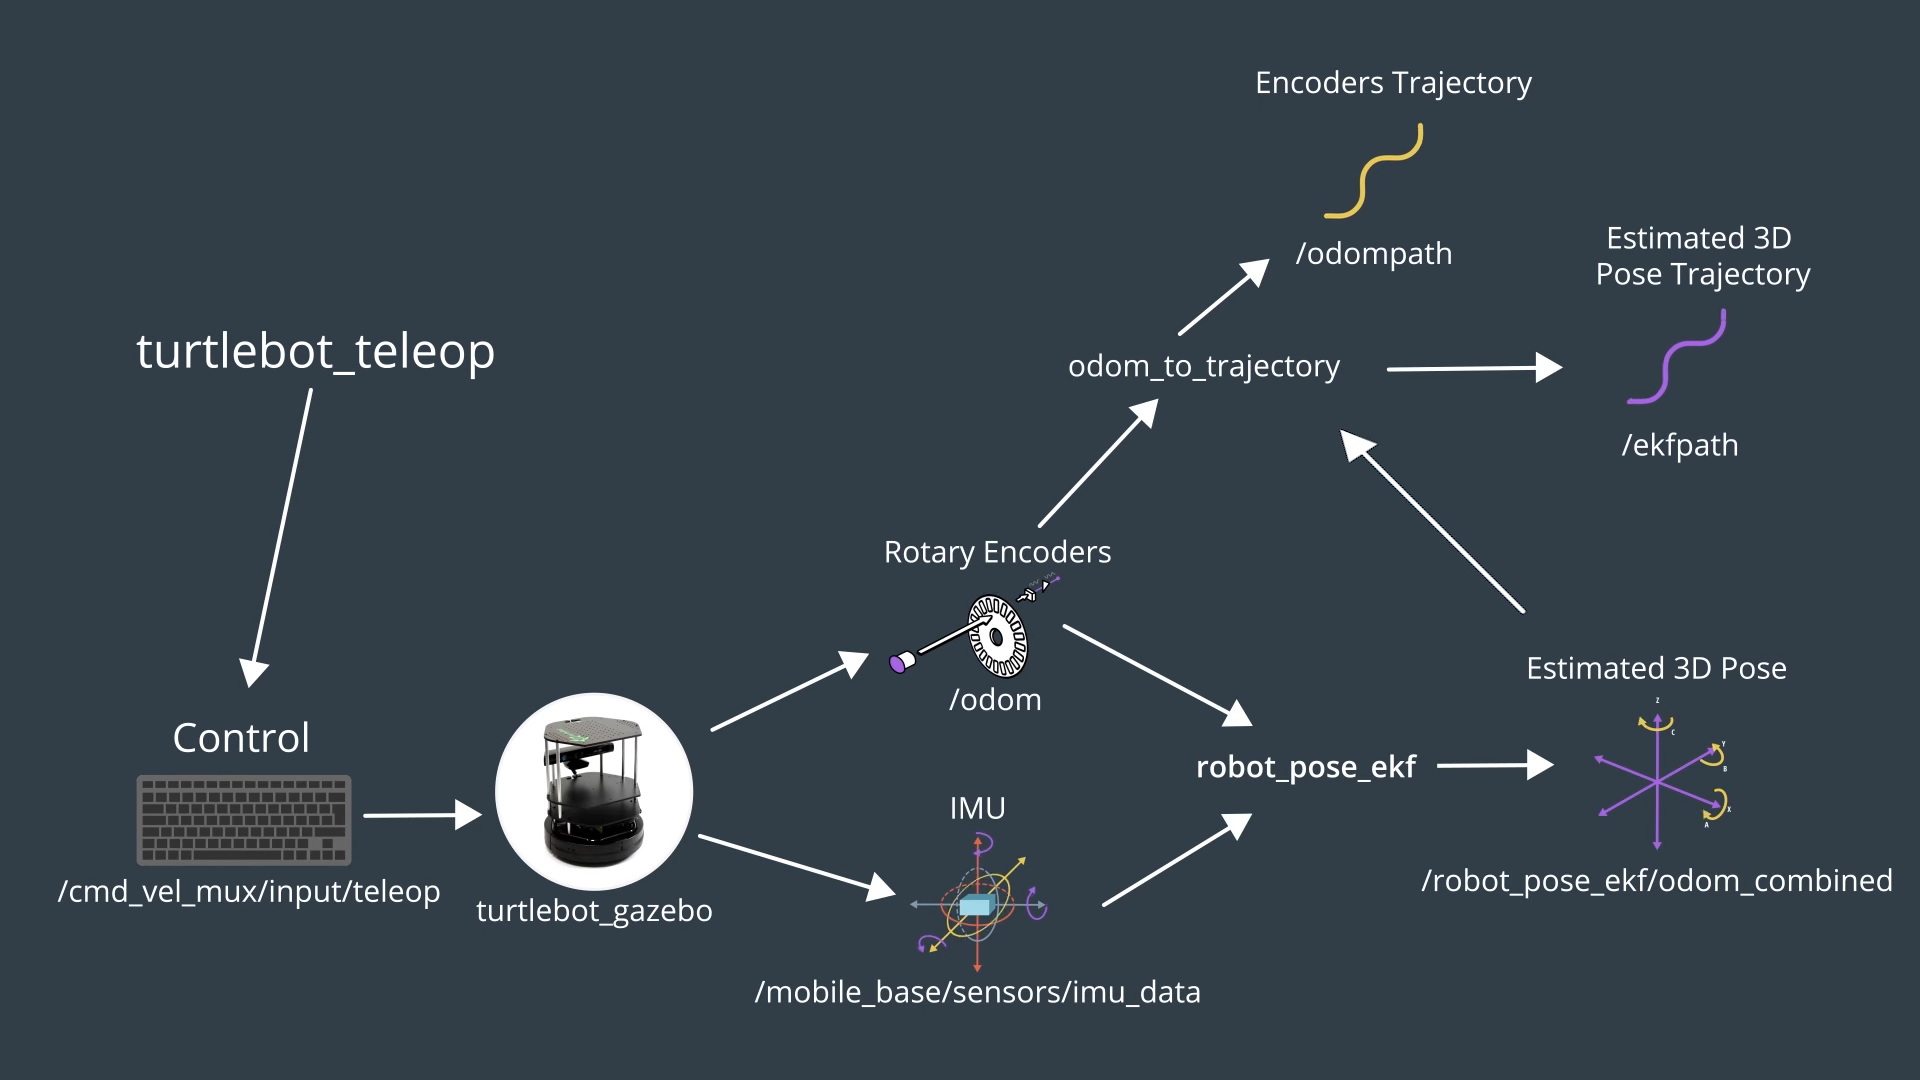 Encoders Trajectory
/odompath
Estimated 3D
Pose Trajectory
/ekfpath
turtlebot_teleop
odom_to_trajectory
Rotary Encoders
/odom
Estimated 3D Pose
Z
C
Y
B
X
A
/robot_pose_ekf/odom_combined
Control
/cmd_vel_mux/input/teleop
turtlebot_gazebo
robot_pose_ekf
IMU
/mobile_base/sensors/imu_data